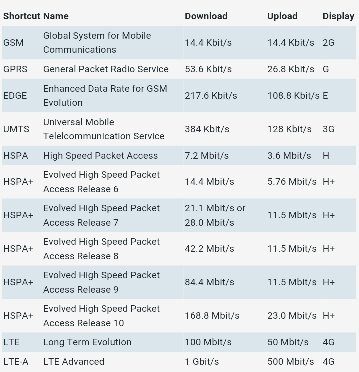 Shortcut Name Download Upload Display
GSM Global System for Mobile Communications 14.4 Kbit/s 14.4 Kbit/s 2G
GPRS General Packet Radio Service 53.6 Kbit/s 26.8 Kbit/s G
EDGE Enhanced Data Rate for GSM Evolution 217.6 Kbit/s 108.8 Kbit/s E
UMTS Universal Mobile Telecommunication Service 384 Kbit/s 128 Kbit/s 3G
HSPA High Speed Packet Access 7.2 Mbit/s 3.6 Mbit/s H
HSPA+ Evolved High Speed Packet Access Release 6 14.4 Mbit/s 5.76 Mbit/s H+
HSPA+ Evolved High Speed Packet Access Release 7 21.1 Mbit/s or 28.0 Mbit/s 11.5 Mbit/s H+
HSPA+ Evolved High Speed Packet Access Release 8 42.2 Mbit/s 11.5 Mbit/s H+
HSPA+ Evolved High Speed Packet Access Release 9 84.4 Mbit/s 11.5 Mbit/s H+
HSPA+ Evolved High Speed Packet Access Release 10 168.8 Mbit/s 23.0 Mbit/s H+
LTE Long Term Evolution 100 Mbit/s 50 Mbit/s 4G
LTE-A LTE Advanced 1 Gbit/s 500 Mbit/s 4G